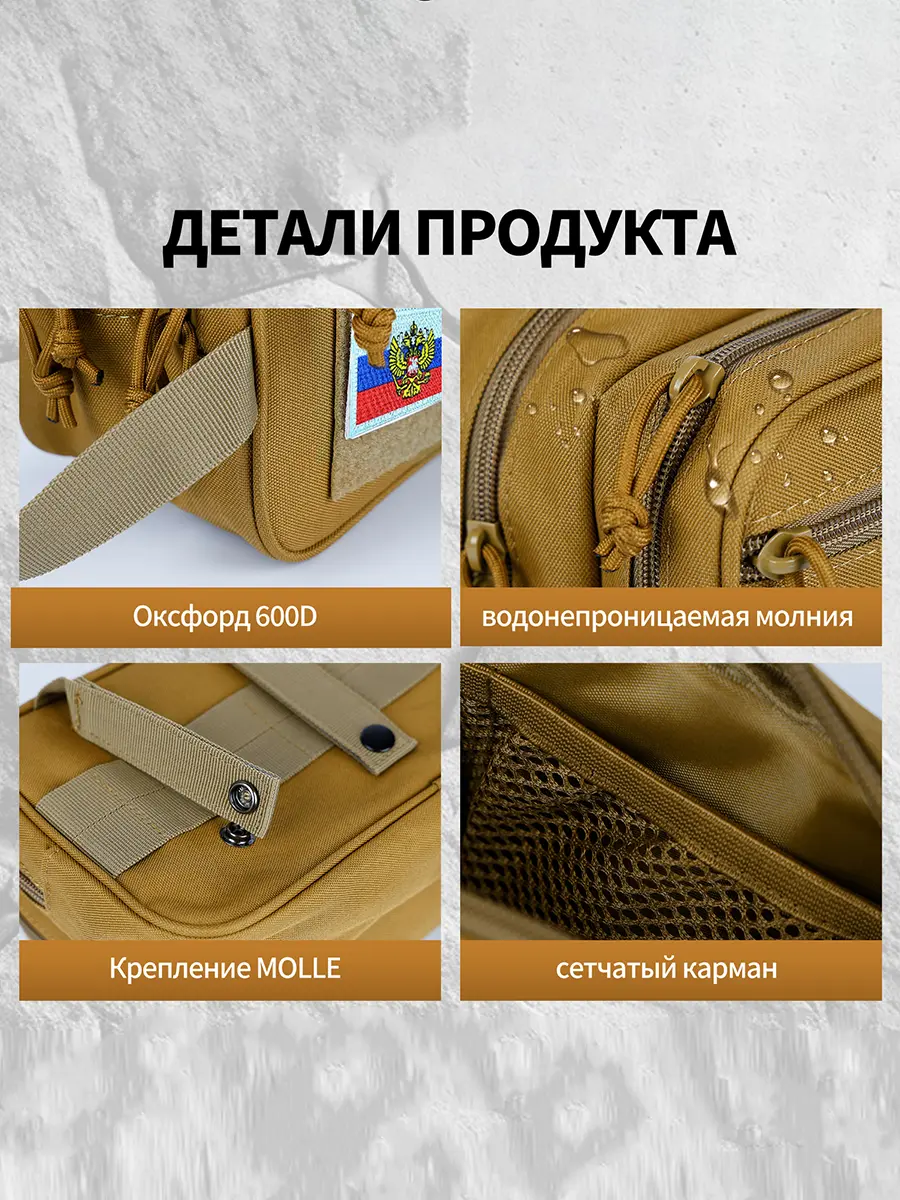 ДЕТАЛИ ПРОДУКТА
Оксфорд 600D
водонепроницаемая молния
Крепление MOLLE
сетчатый карман